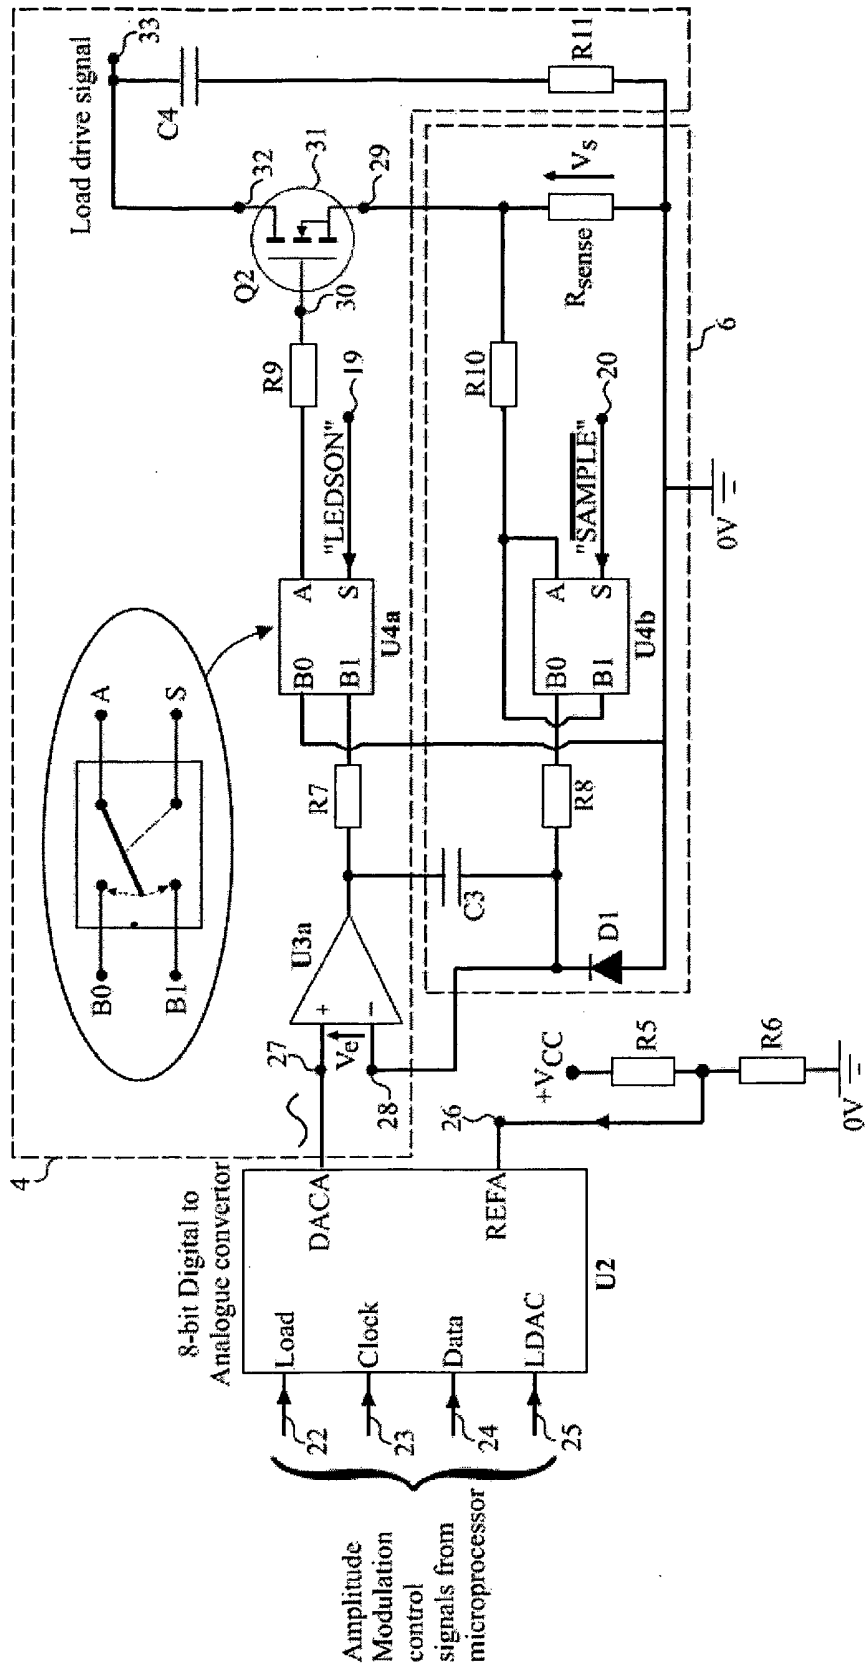 Load drive signal
33
C4
R11
32
31
29
Q2
30
R9
"LEDSON"
19
A
S
B0
B1
U4a
R7
U3a
+
−
Ve
27
28
C3
D1
R8
B0
B1
A
S
U4b
"SAMPLE"
20
R10
Rsense
Vs
6
0V
A
S
B0
B1
4
8-bit Digital to
Analogue convertor
DACA
REFA
26
+VCC
R5
R6
0V
U2
Load
Clock
Data
LDAC
22
23
24
25
Amplitude
Modulation
control
signals from
microprocessor